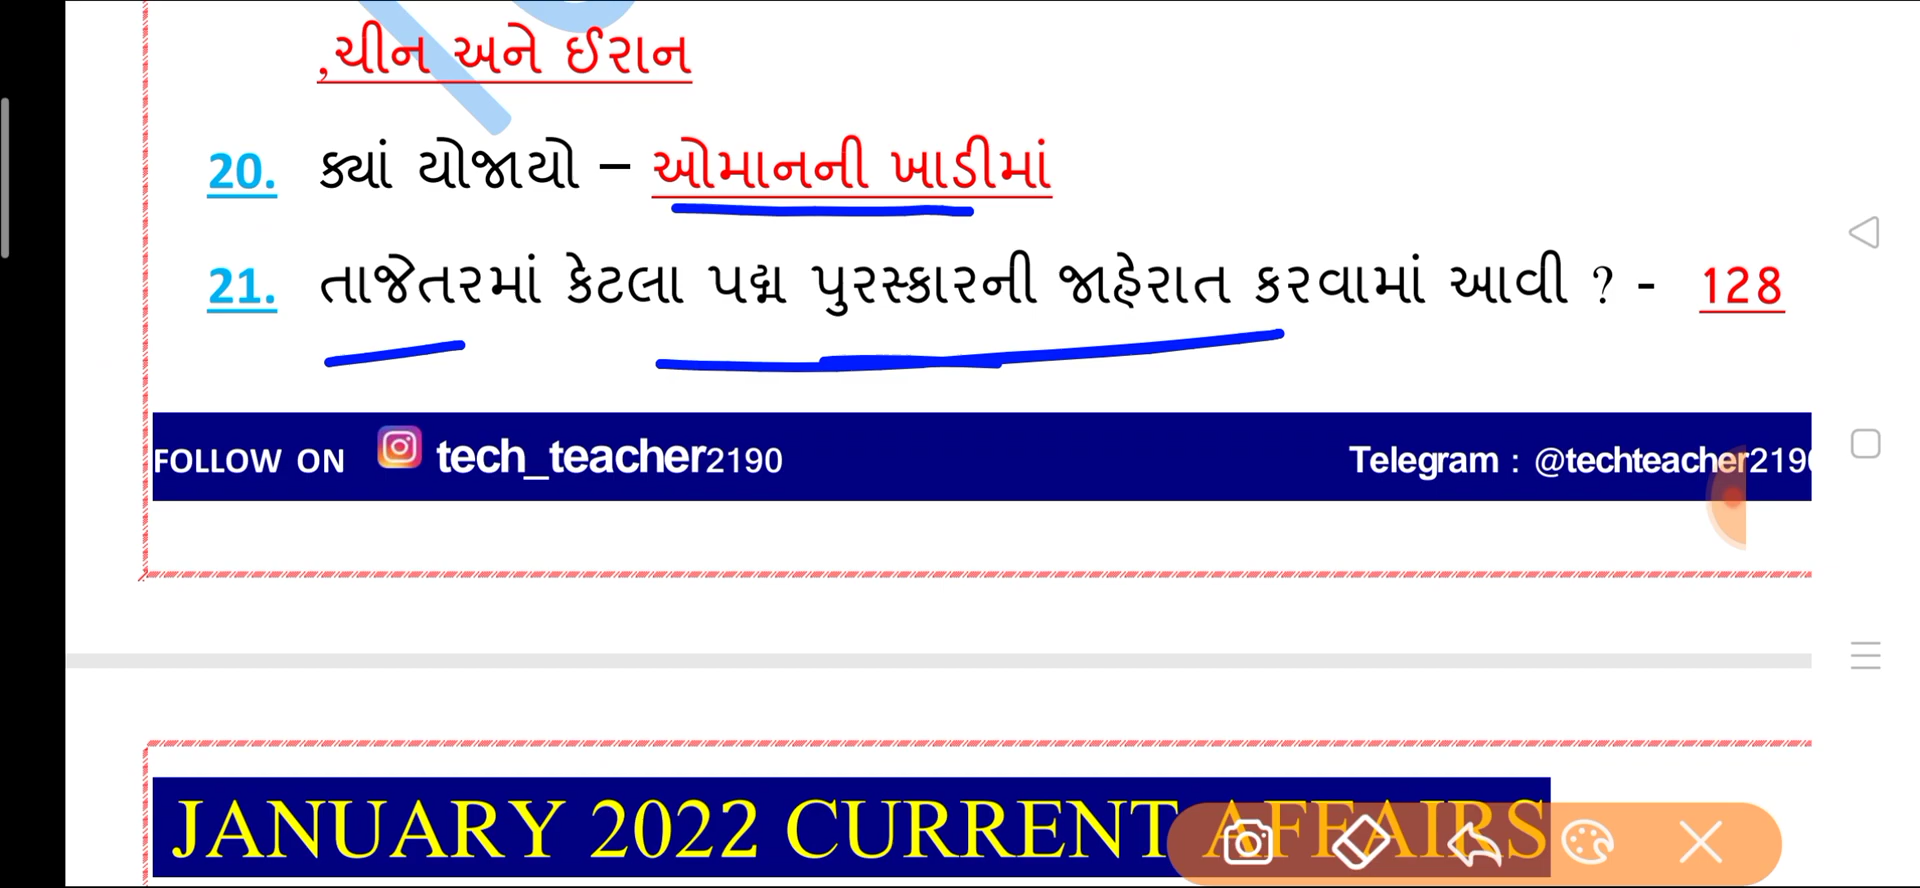 ,ચીન અને ઈરાન
20. ક્યાં યોજાયો – ઓમાનની ખાડીમાં
21. તાજેતરમાં કેટલા પદ્મ પુરસ્કારની જાહેરાત કરવામાં આવી ? - 128
FOLLOW ON tech_teacher2190 Telegram : @techteacher2190
JANUARY 2022 CURRENT AFFAIRS